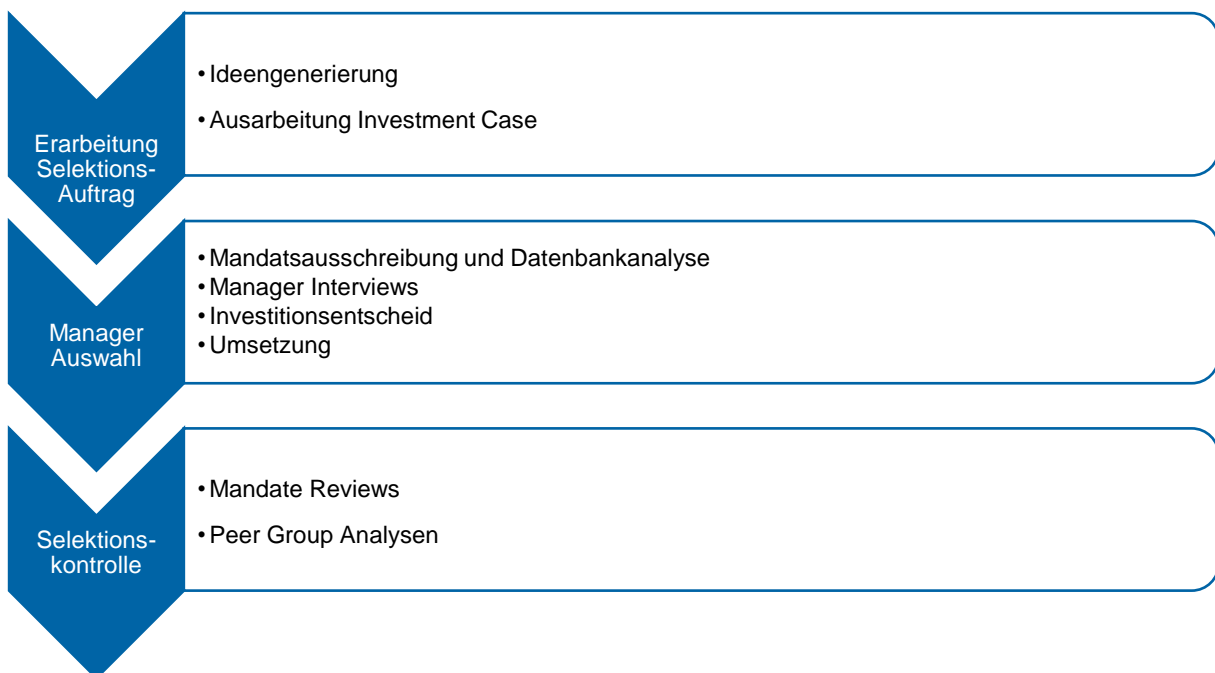 Erarbeitung
Selektions-
Auftrag
• Ideengenerierung
• Ausarbeitung Investment Case
Manager
Auswahl
• Mandatsausschreibung und Datenbankanalyse
• Manager Interviews
• Investitionsentscheid
• Umsetzung
Selektions-
kontrolle
• Mandate Reviews
• Peer Group Analysen